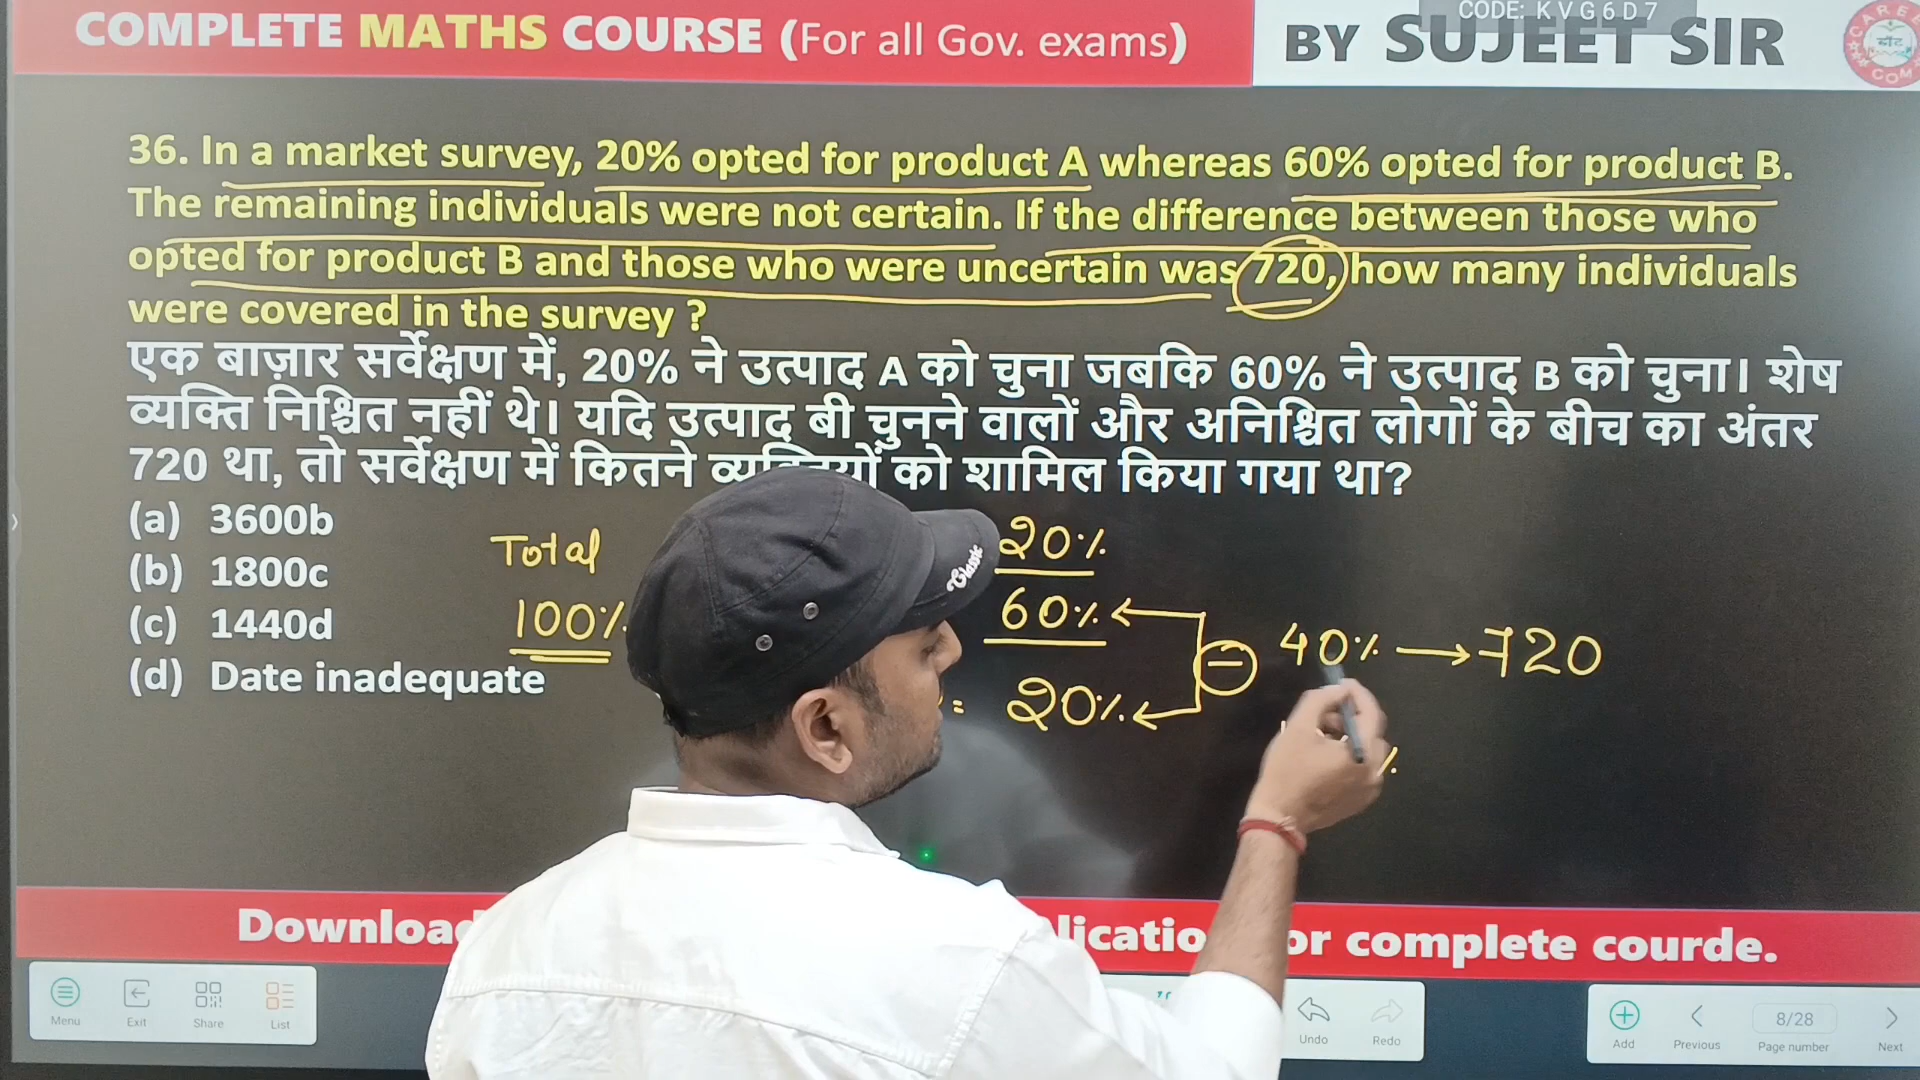 COMPLETE MATHS COURSE (For all Gov. exams)
BY SUJEET SIR
CODE: K V G 6 D 7
36. In a market survey, 20% opted for product A whereas 60% opted for product B.
The remaining individuals were not certain. If the difference between those who
opted for product B and those who were uncertain was 720, how many individuals
were covered in the survey ?
एक बाज़ार सर्वेक्षण में, 20% ने उत्पाद A को चुना जबकि 60% ने उत्पाद B को चुना। शेष
व्यक्ति निश्चित नहीं थे। यदि उत्पाद बी चुनने वालों और अनिश्चित लोगों के बीच का अंतर
720 था, तो सर्वेक्षण में कितने को शामिल किया गया था?
(a) 3600b
(b) 1800c
(c) 1440d
(d) Date inadequate
Total
100%
20%
60%
= 20%
40% → 720
%
Classic
or complete courde.
Menu
Exit
Share
List
Undo
Redo
Add
Previous
8/28
Page number
Next